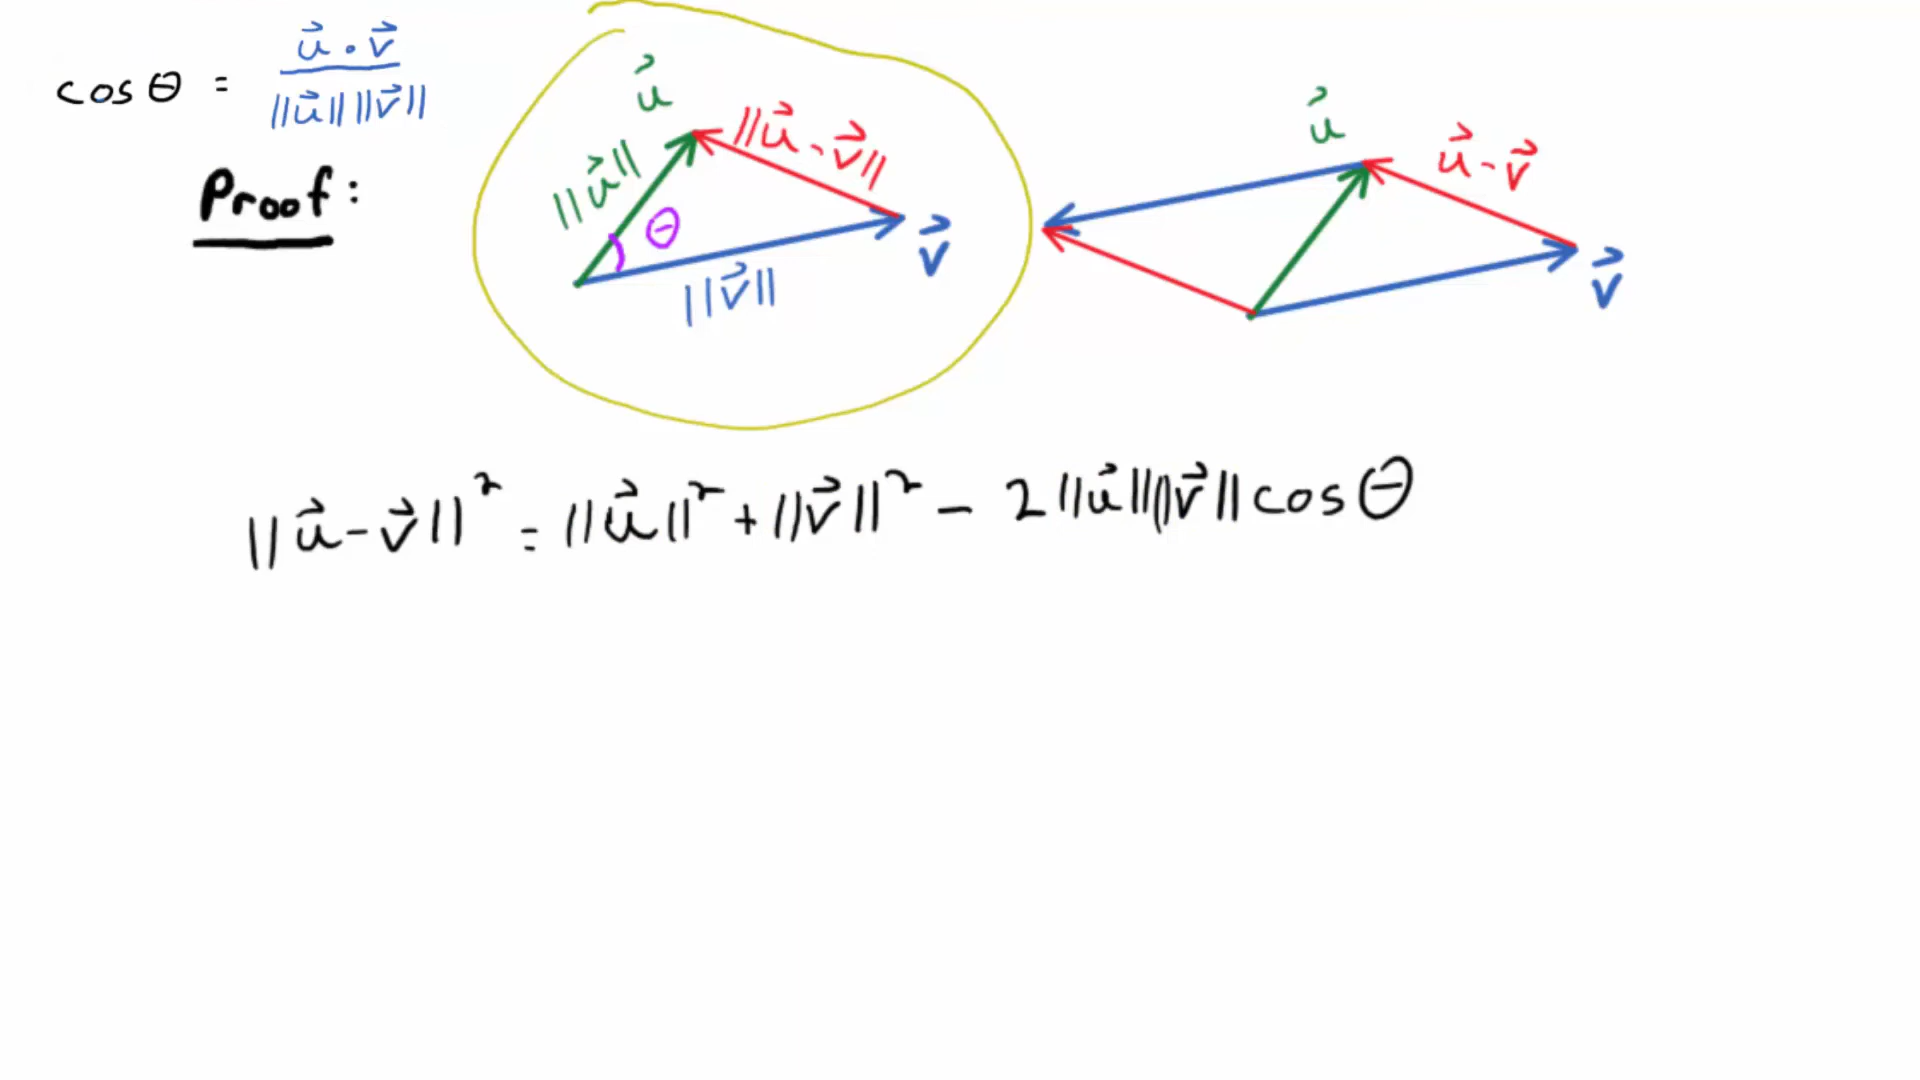 cos θ = u⃗ • v⃗ / ||u⃗|| ||v⃗||
Proof:
u⃗
||u⃗||
||u⃗ - v⃗||
θ
v⃗
||v⃗||
u⃗
u⃗ - v⃗
v⃗
||u⃗ - v⃗||² = ||u⃗||² + ||v⃗||² - 2 ||u⃗|| ||v⃗|| cos θ